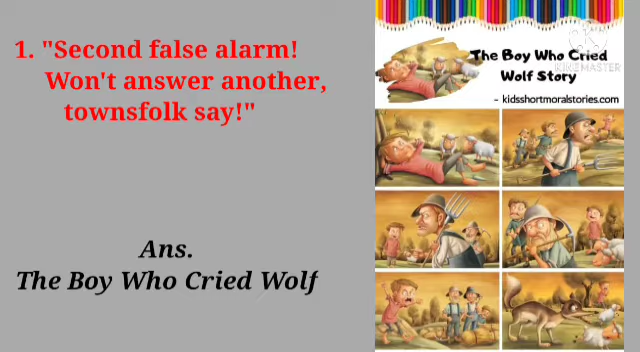 1. "Second false alarm!
Won't answer another,
townsfolk say!"
Ans.
The Boy Who Cried Wolf
The Boy Who Cried
Wolf Story
- kidsshortmoralstories.com
KINEMASTER